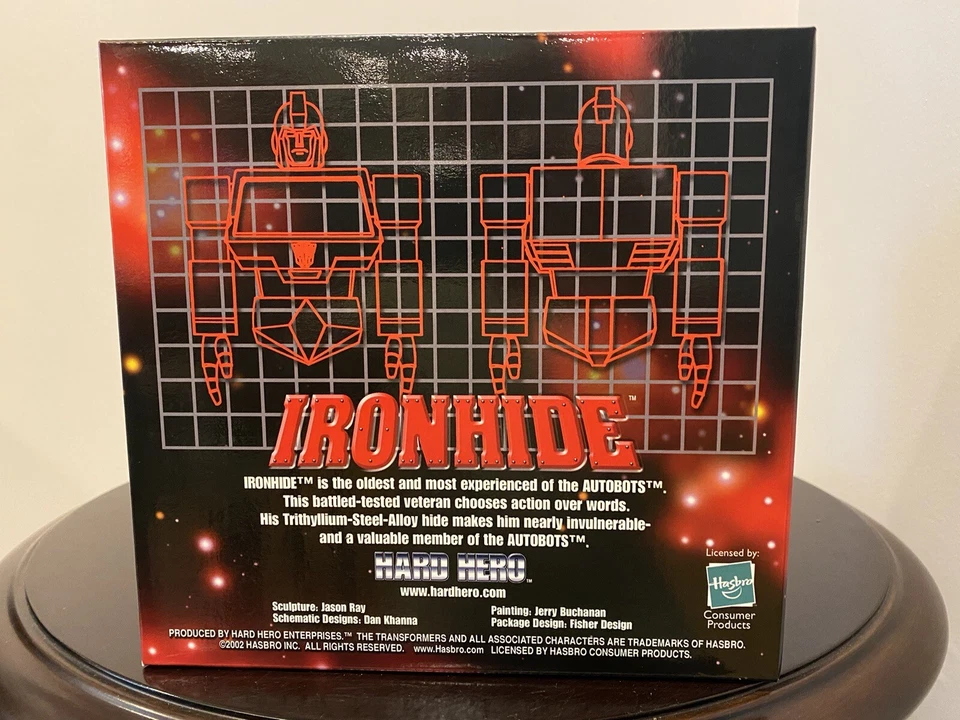 IRONHIDE™
IRONHIDE™ is the oldest and most experienced of the AUTOBOTS™.
This battled-tested veteran chooses action over words.
His Trithyllium-Steel-Alloy hide makes him nearly invulnerable-
and a valuable member of the AUTOBOTS™.
HARD HERO™
www.hardhero.com
Licensed by:
Hasbro
Consumer
Products
Sculpture: Jason Ray
Schematic Designs: Dan Khanna
Painting: Jerry Buchanan
Package Design: Fisher Design
PRODUCED BY HARD HERO ENTERPRISES.™ THE TRANSFORMERS AND ALL ASSOCIATED CHARACTERS ARE TRADEMARKS OF HASBRO.
©2002 HASBRO INC. ALL RIGHTS RESERVED. www.Hasbro.com LICENSED BY HASBRO CONSUMER PRODUCTS.